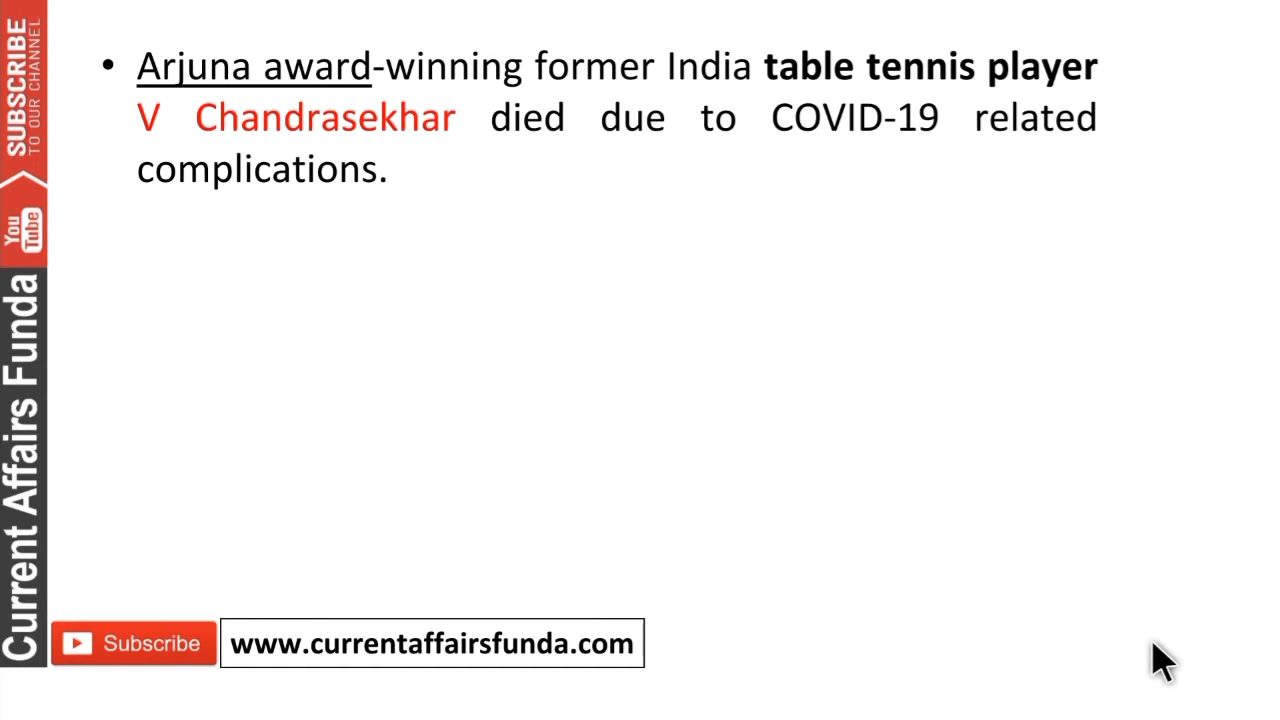 • Arjuna award-winning former India table tennis player
V Chandrasekhar died due to COVID-19 related
complications.
SUBSCRIBE
TO OUR CHANNEL
You
Tube
Current Affairs Funda
Subscribe
www.currentaffairsfunda.com